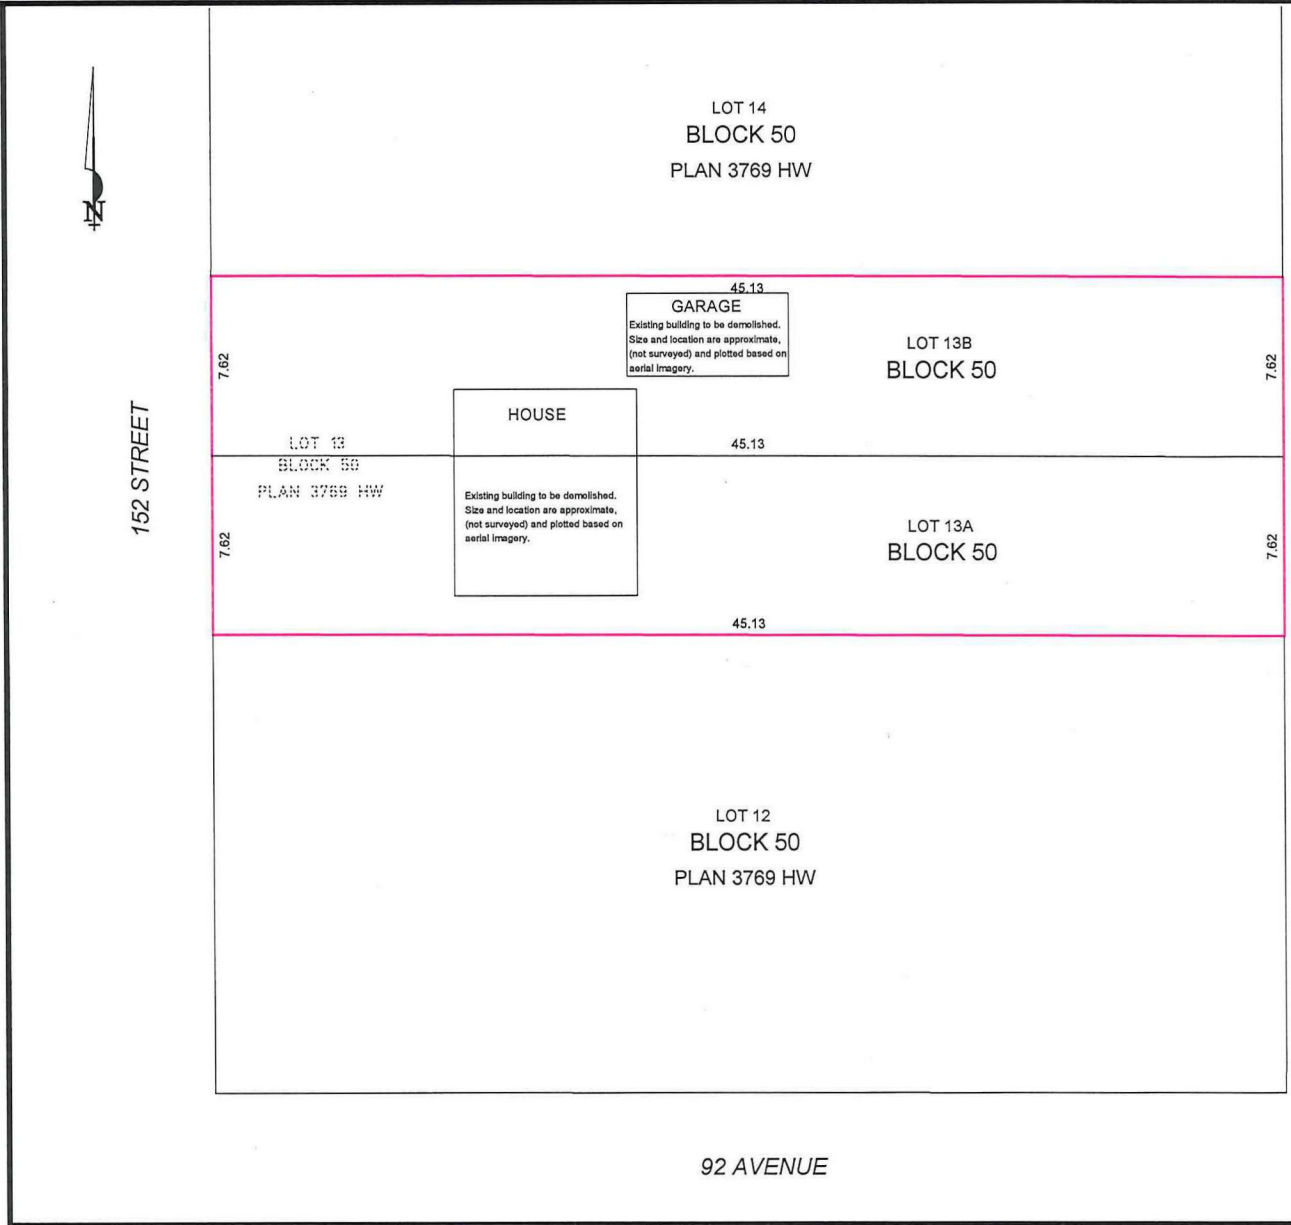 N
LOT 14
BLOCK 50
PLAN 3769 HW
45.13
GARAGE
Existing building to be demolished.
Size and location are approximate,
(not surveyed) and plotted based on
aerial imagery.
LOT 13B
BLOCK 50
7.62
7.62
HOUSE
45.13
LOT 13
BLOCK 50
PLAN 3769 HW
152 STREET
Existing building to be demolished.
Size and location are approximate,
(not surveyed) and plotted based on
aerial imagery.
LOT 13A
BLOCK 50
7.62
7.62
45.13
LOT 12
BLOCK 50
PLAN 3769 HW
92 AVENUE